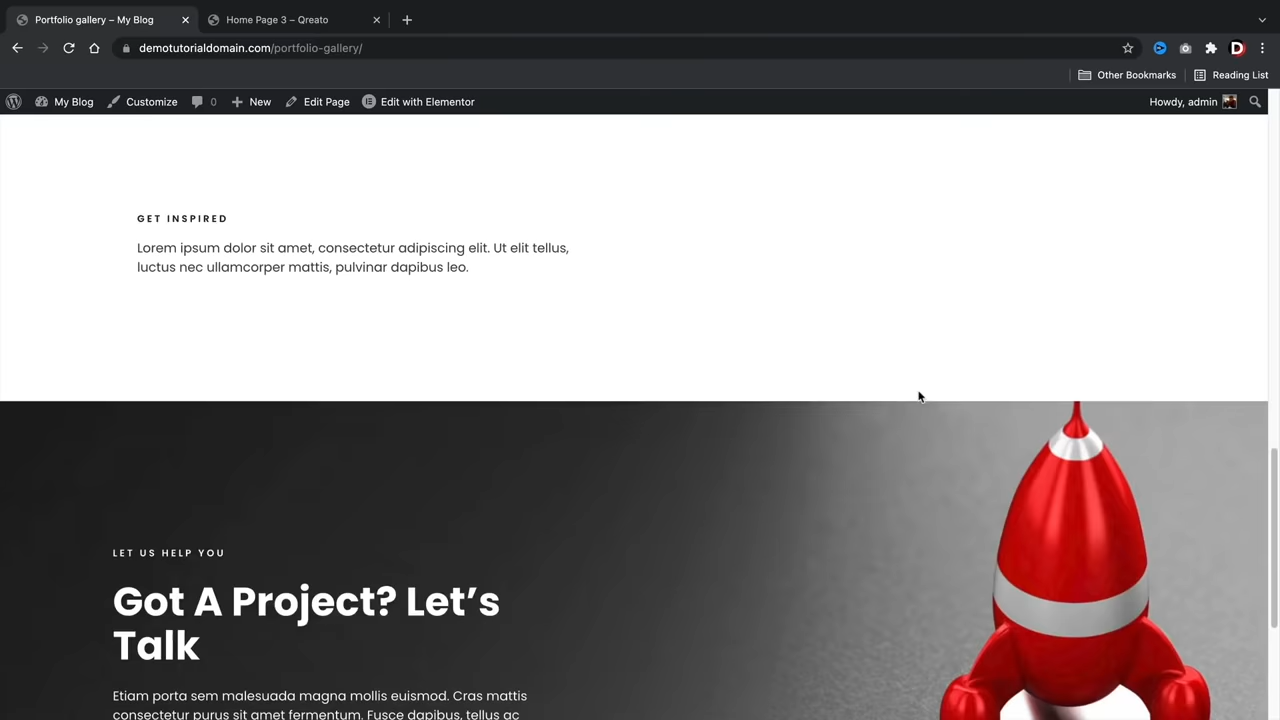 Portfolio gallery – My Blog
Home Page 3 – Qreato
demotutorialdomain.com/portfolio-gallery/
D
Other Bookmarks
Reading List
My Blog
Customize
0
New
Edit Page
Edit with Elementor
Howdy, admin
GET INSPIRED
Lorem ipsum dolor sit amet, consectetur adipiscing elit. Ut elit tellus,
luctus nec ullamcorper mattis, pulvinar dapibus leo.
LET US HELP YOU
Got A Project? Let’s
Talk
Etiam porta sem malesuada magna mollis euismod. Cras mattis
consectetur purus sit amet fermentum. Fusce dapibus, tellus ac